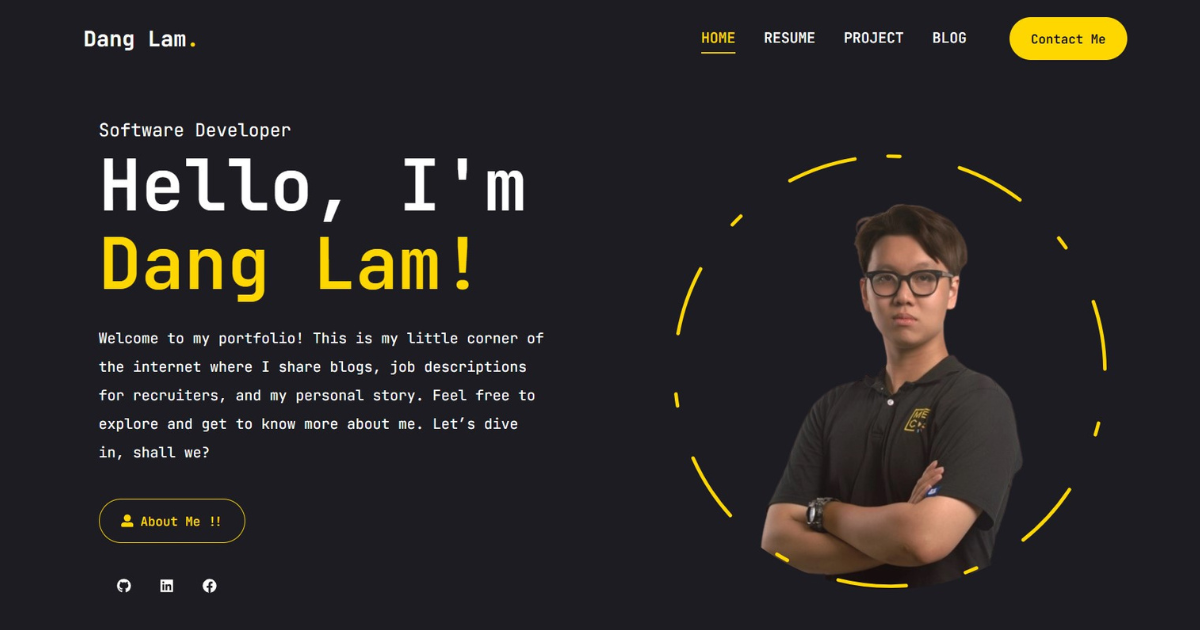 Dang Lam.
HOME RESUME PROJECT BLOG Contact Me
Software Developer
Hello, I'm
Dang Lam!
Welcome to my portfolio! This is my little corner of
the internet where I share blogs, job descriptions
for recruiters, and my personal story. Feel free to
explore and get to know more about me. Let’s dive
in, shall we?
About Me !!